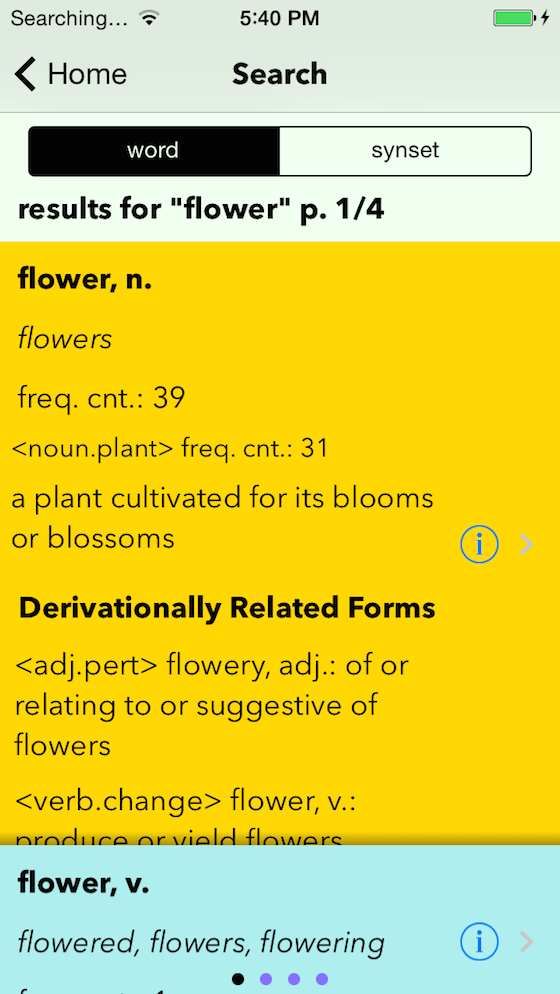 Searching... 5:40 PM
Home Search
word synset
results for "flower" p. 1/4
flower, n.
flowers
freq. cnt.: 39
<noun.plant> freq. cnt.: 31
a plant cultivated for its blooms
or blossoms
i
Derivationally Related Forms
<adj.pert> flowery, adj.: of or
relating to or suggestive of
flowers
<verb.change> flower, v.:
produce or yield flowers
flower, v.
flowered, flowers, flowering
i